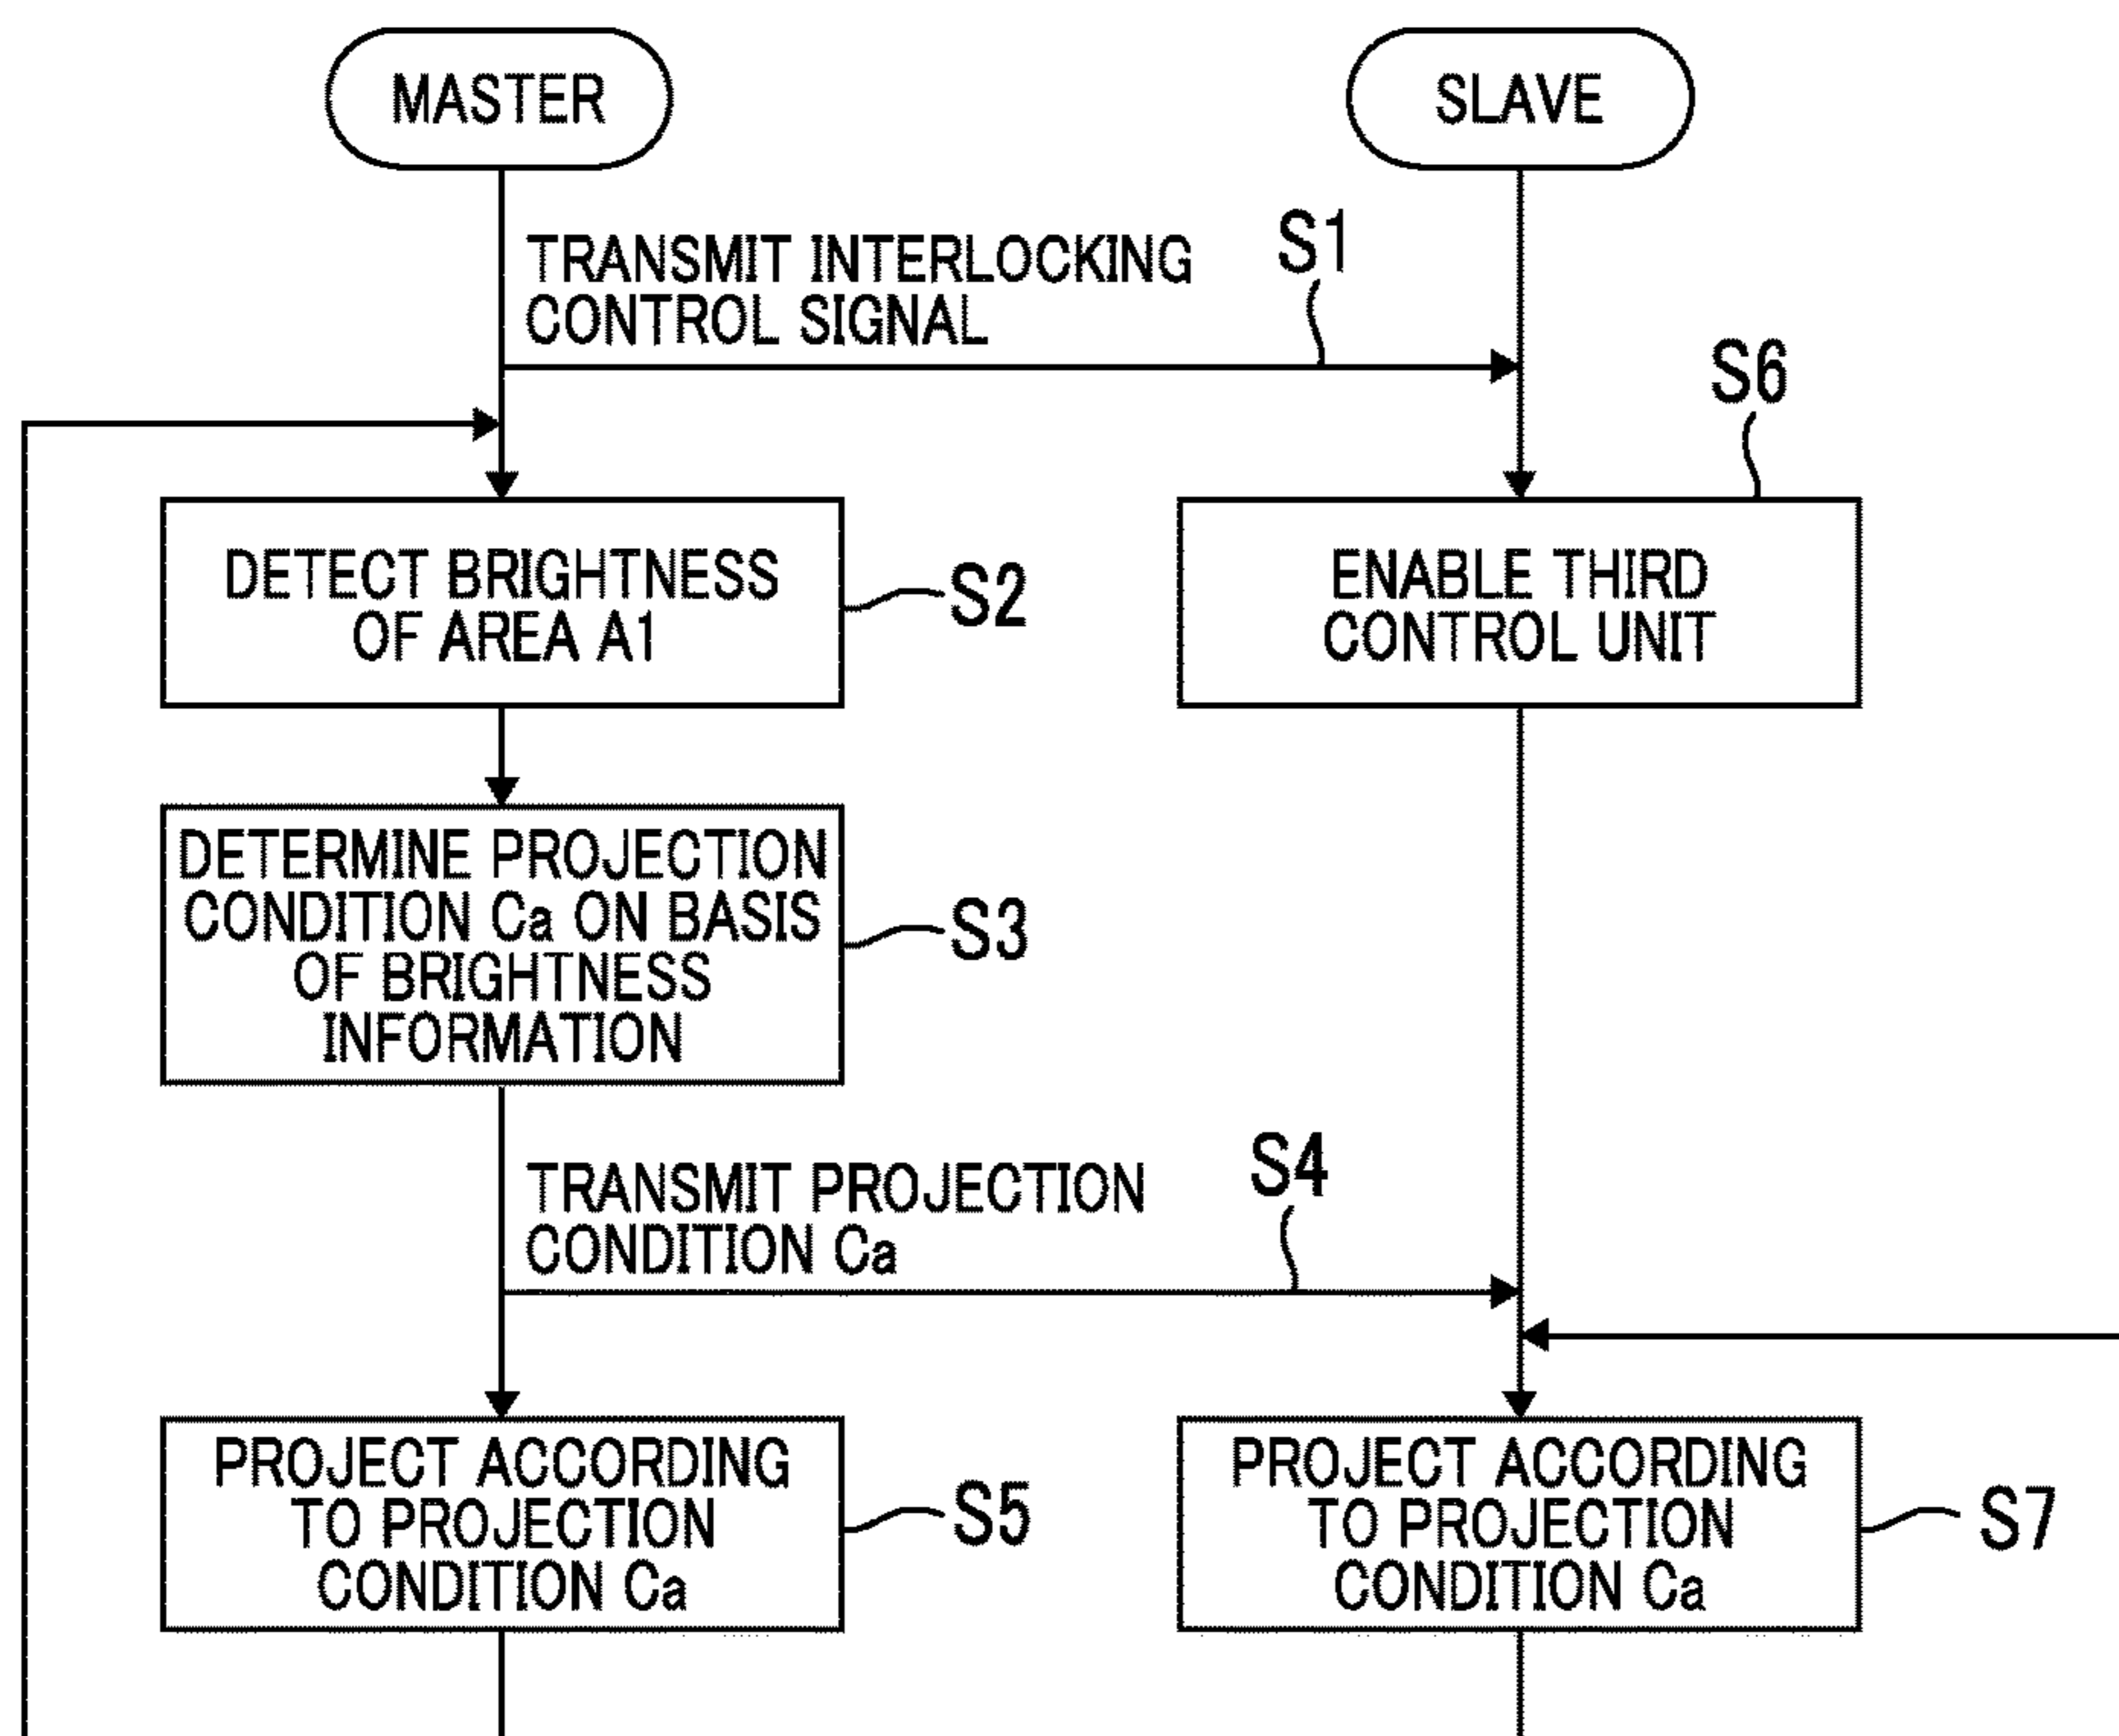 MASTER
SLAVE
TRANSMIT INTERLOCKING
CONTROL SIGNAL
S1
S6
DETECT BRIGHTNESS
OF AREA A1
S2
ENABLE THIRD
CONTROL UNIT
DETERMINE PROJECTION
CONDITION Ca ON BASIS
OF BRIGHTNESS
INFORMATION
S3
TRANSMIT PROJECTION
CONDITION Ca
S4
PROJECT ACCORDING
TO PROJECTION
CONDITION Ca
S5
PROJECT ACCORDING
TO PROJECTION
CONDITION Ca
S7